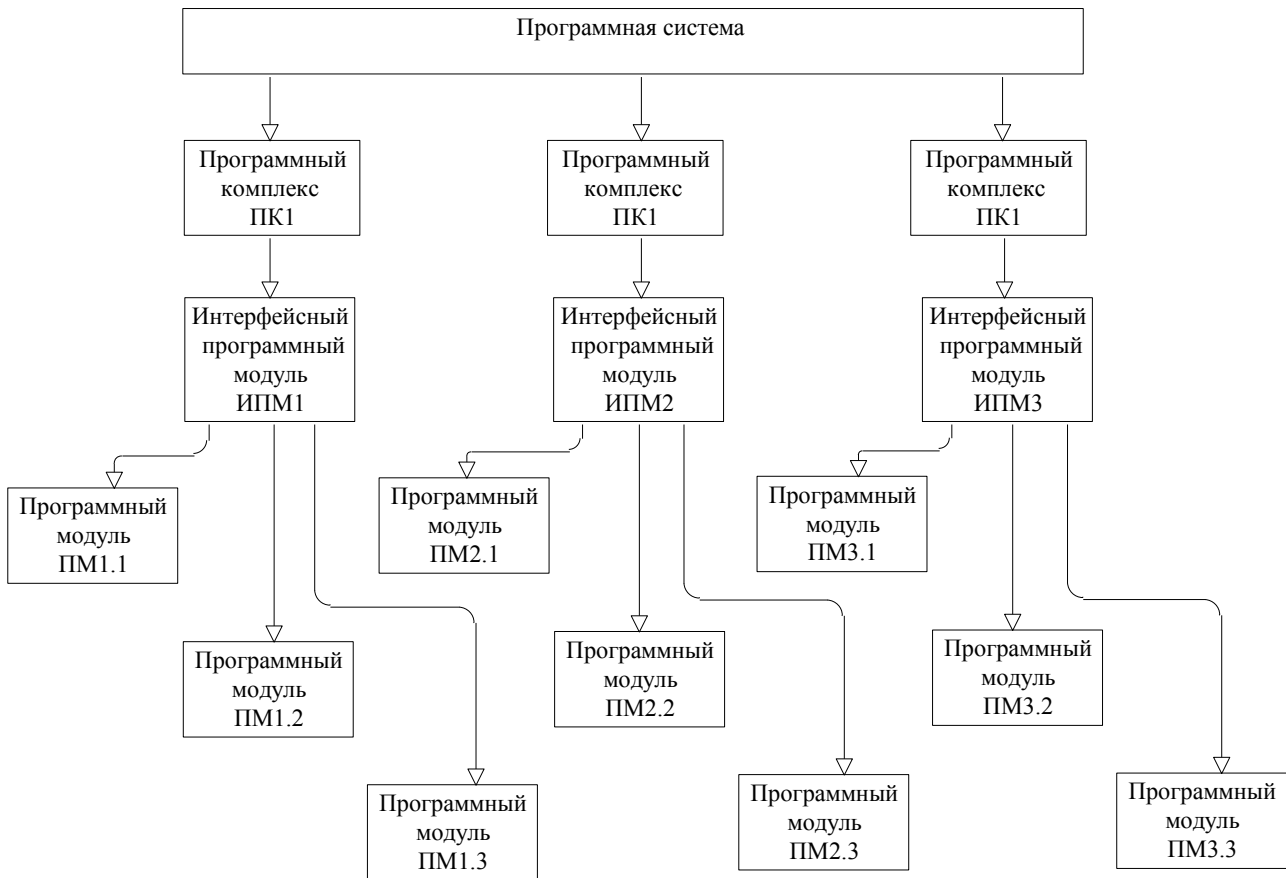 Программная система
Программный
комплекс
ПК1
Программный
комплекс
ПК1
Программный
комплекс
ПК1
Интерфейсный
программный
модуль
ИПМ1
Интерфейсный
программный
модуль
ИПМ2
Интерфейсный
программный
модуль
ИПМ3
Программный
модуль
ПМ1.1
Программный
модуль
ПМ2.1
Программный
модуль
ПМ3.1
Программный
модуль
ПМ1.2
Программный
модуль
ПМ2.2
Программный
модуль
ПМ3.2
Программный
модуль
ПМ1.3
Программный
модуль
ПМ2.3
Программный
модуль
ПМ3.3